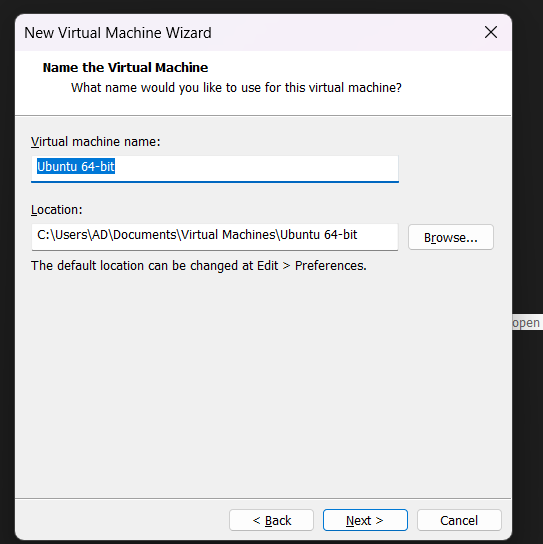 New Virtual Machine Wizard
Name the Virtual Machine
What name would you like to use for this virtual machine?
Virtual machine name:
Ubuntu 64-bit
Location:
C:\Users\AD\Documents\Virtual Machines\Ubuntu 64-bit
Browse...
The default location can be changed at Edit > Preferences.
open
< Back
Next >
Cancel